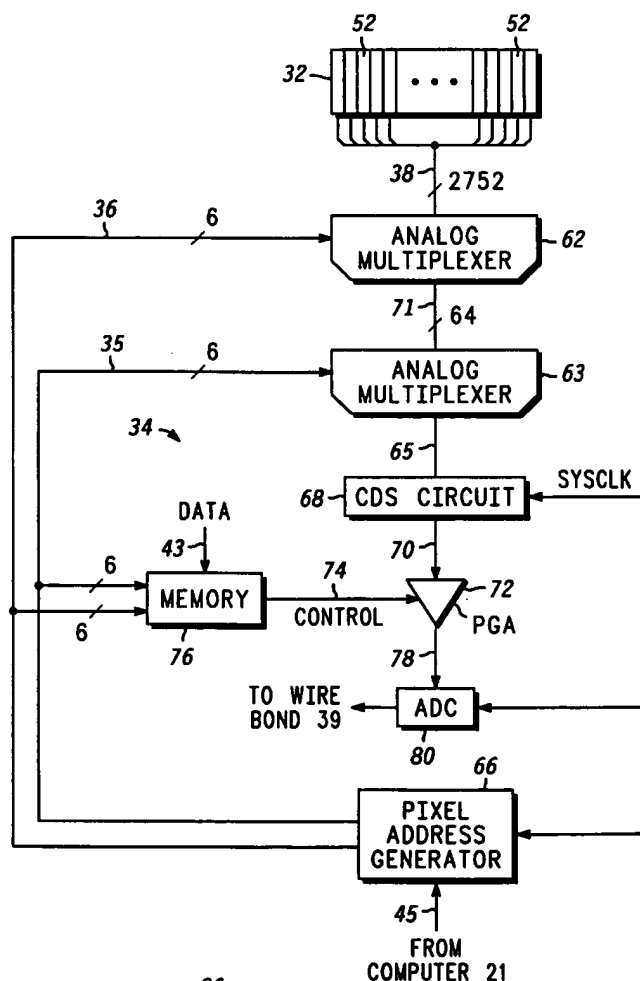 52
52
32
• • •
38
2752
36
6
ANALOG
MULTIPLEXER
62
71
64
35
6
ANALOG
MULTIPLEXER
63
34
65
SYSCLK
68
CDS CIRCUIT
DATA
43
70
6
74
72
MEMORY
CONTROL
PGA
6
76
78
TO WIRE
BOND 39
ADC
80
66
PIXEL
ADDRESS
GENERATOR
45
FROM
COMPUTER 21